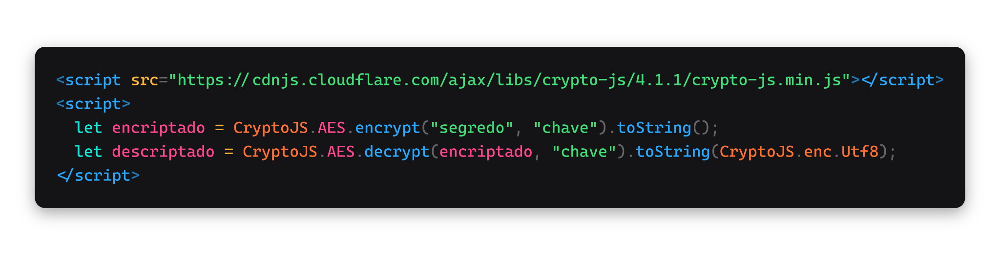 <script src="https://cdnjs.cloudflare.com/ajax/libs/crypto-js/4.1.1/crypto-js.min.js"></script>
<script>
  let encriptado = CryptoJS.AES.encrypt("segredo", "chave").toString();
  let descriptado = CryptoJS.AES.decrypt(encriptado, "chave").toString(CryptoJS.enc.Utf8);
</script>